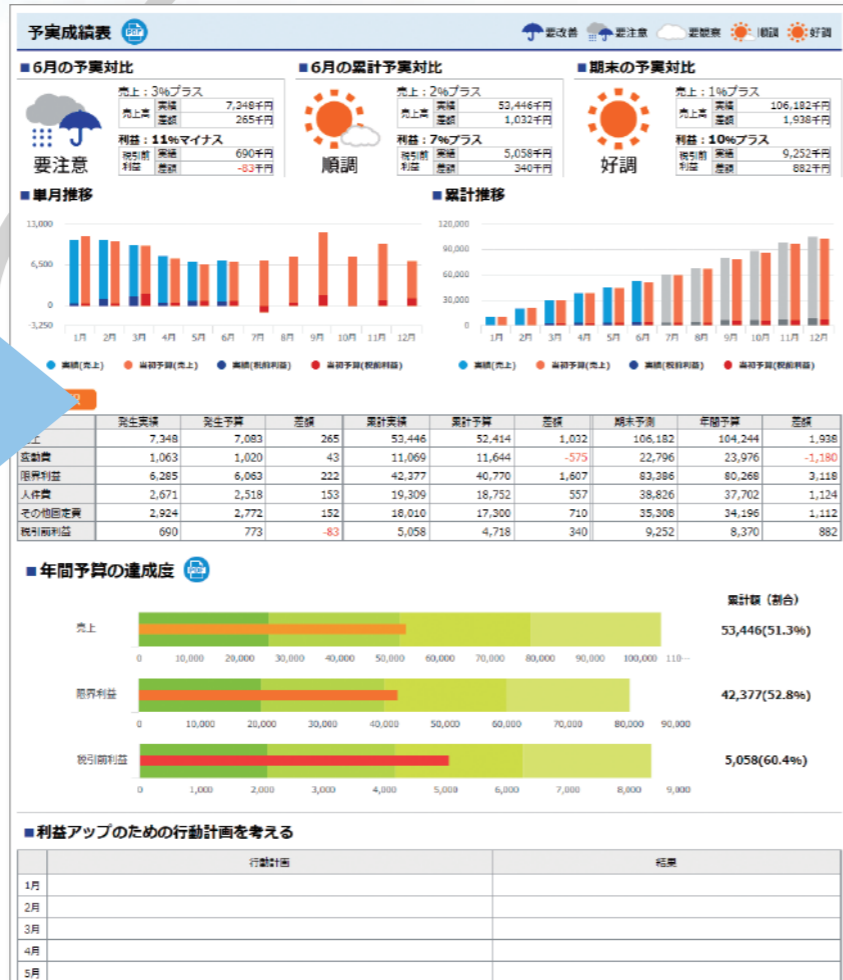 予実成績表 PDF
要改善 要注意 要観察 順調 好調
■6月の予実対比
売上：3%プラス
売上高 実績 7,348千円
差額 265千円
利益：11%マイナス
税引前利益 実績 690千円
差額 -83千円
要注意
■6月の累計予実対比
売上：2%プラス
売上高 実績 53,446千円
差額 1,032千円
利益：7%プラス
税引前利益 実績 5,058千円
差額 340千円
順調
■期末の予実対比
売上：1%プラス
売上高 実績 106,182千円
差額 1,938千円
利益：10%プラス
税引前利益 実績 9,252千円
差額 882千円
好調
■単月推移
13,000
6,500
0
-3,250
1月 2月 3月 4月 5月 6月 7月 8月 9月 10月 11月 12月
実績(売上) 当初予算(売上) 実績(税前利益) 当初予算(税前利益)
■累計推移
120,000
90,000
60,000
30,000
0
1月 2月 3月 4月 5月 6月 7月 8月 9月 10月 11月 12月
実績(売上) 当初予算(売上) 実績(税前利益) 当初予算(税前利益)
発生実績 発生予算 差額 累計実績 累計予算 差額 期末予測 年間予算 差額
上 7,348 7,083 265 53,446 52,414 1,032 106,182 104,244 1,938
変動費 1,063 1,020 43 11,069 11,644 -575 22,796 23,976 -1,180
限界利益 6,285 6,063 222 42,377 40,770 1,607 83,386 80,268 3,118
人件費 2,671 2,518 153 19,309 18,752 557 38,826 37,702 1,124
その他固定費 2,924 2,772 152 18,010 17,300 710 35,308 34,196 1,112
税引前利益 690 773 -83 5,058 4,718 340 9,252 8,370 882
■年間予算の達成度 PDF
累計額（割合）
売上 53,446(51.3%)
0 10,000 20,000 30,000 40,000 50,000 60,000 70,000 80,000 90,000 100,000 110…
限界利益 42,377(52.8%)
0 10,000 20,000 30,000 40,000 50,000 60,000 70,000 80,000 90,000
税引前利益 5,058(60.4%)
0 1,000 2,000 3,000 4,000 5,000 6,000 7,000 8,000 9,000
■利益アップのための行動計画を考える
行動計画 結果
1月
2月
3月
4月
5月